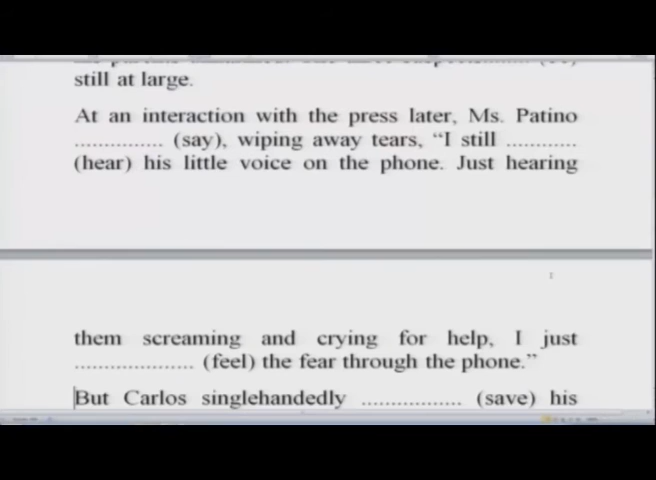 still at large.
At an interaction with the press later, Ms. Patino
............... (say), wiping away tears, “I still ............
(hear) his little voice on the phone. Just hearing
them screaming and crying for help, I just
.................... (feel) the fear through the phone.”
But Carlos singlehandedly ................. (save) his